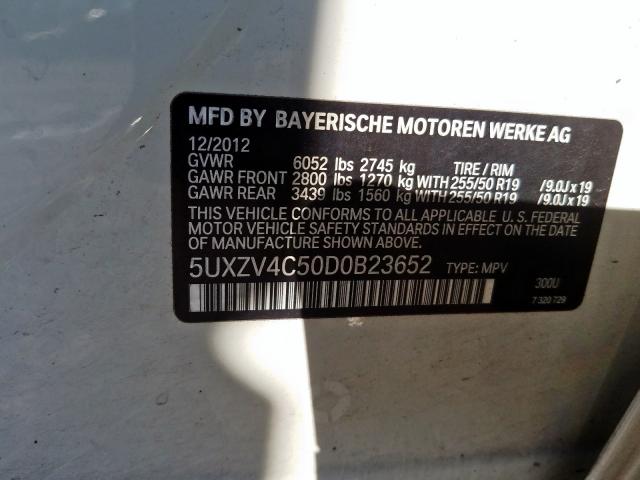 MFD BY BAYERISCHE MOTOREN WERKE AG
12/2012
GVWR 6052 lbs 2745 kg TIRE / RIM
GAWR FRONT 2800 lbs 1270 kg WITH 255/50 R19 /9.0J x 19
GAWR REAR 3439 lbs 1560 kg WITH 255/50 R19 /9.0J x 19
THIS VEHICLE CONFORMS TO ALL APPLICABLE U. S. FEDERAL
MOTOR VEHICLE SAFETY STANDARDS IN EFFECT ON THE
DATE OF MANUFACTURE SHOWN ABOVE.
5UXZV4C50D0B23652 TYPE: MPV 300U
7 320 729